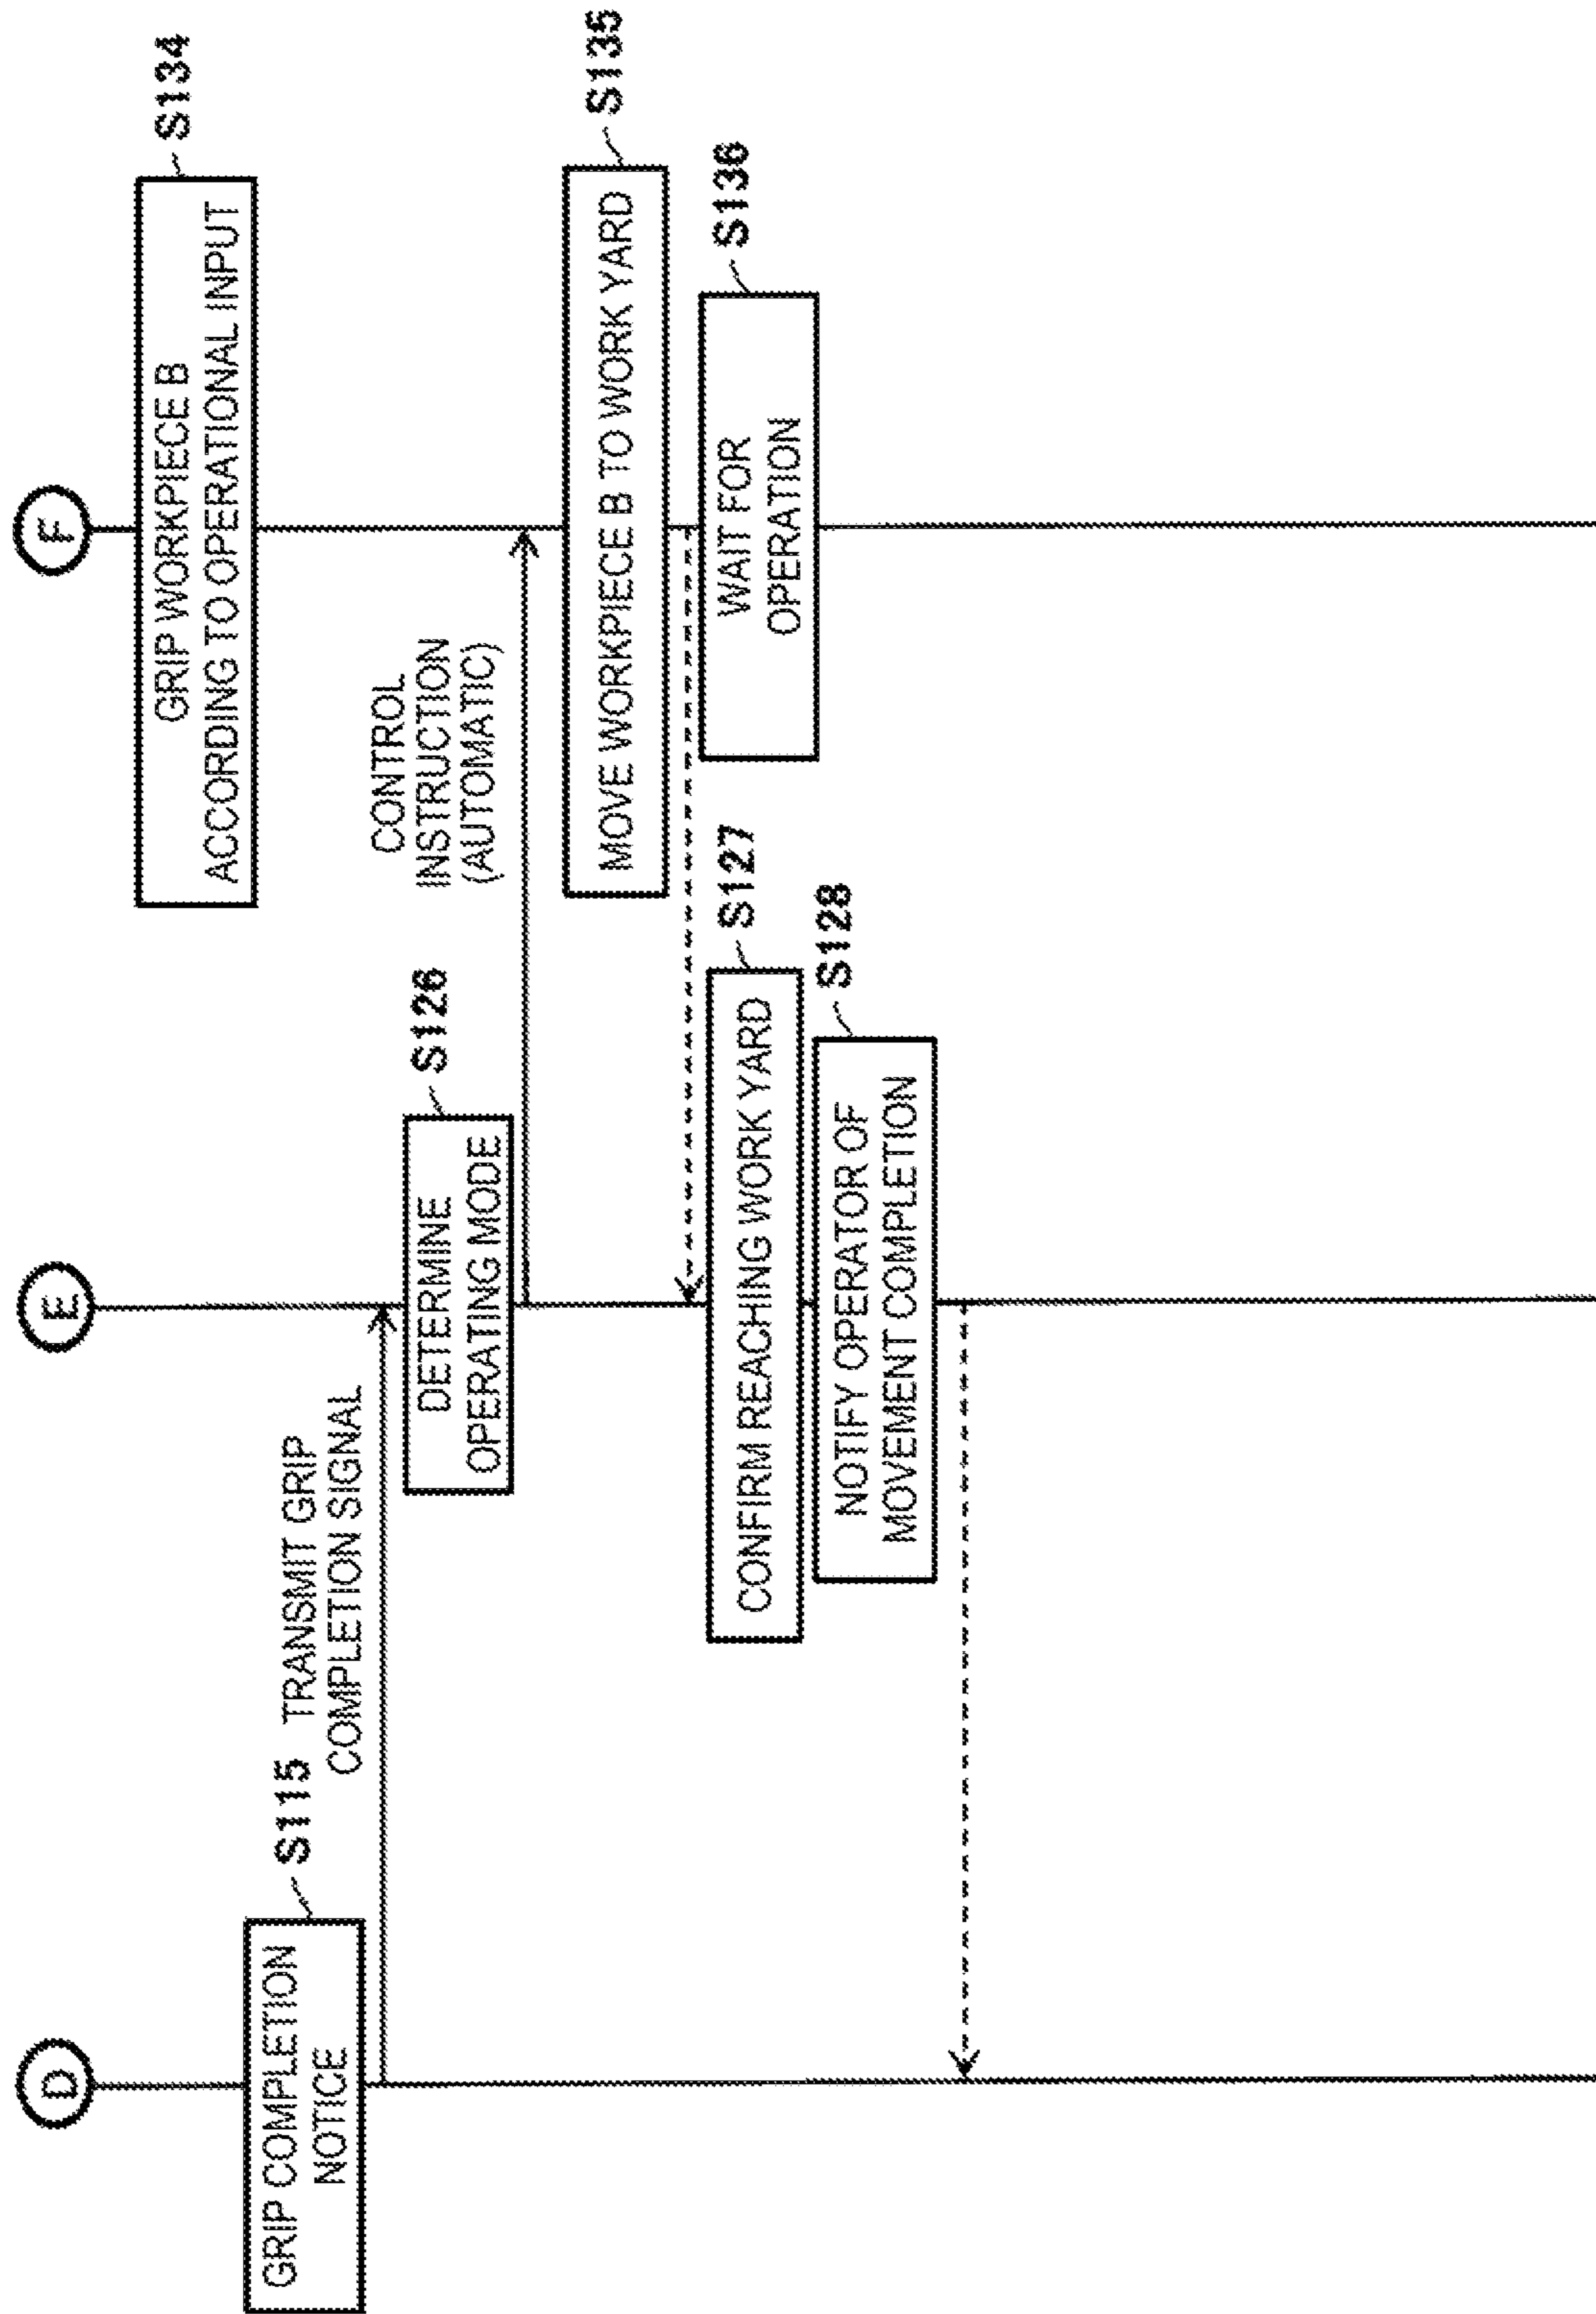 D
E
F
GRIP WORKPIECE B
ACCORDING TO OPERATIONAL INPUT
S134
GRIP COMPLETION
NOTICE
S115
TRANSMIT GRIP
COMPLETION SIGNAL
DETERMINE
OPERATING MODE
S126
CONTROL
INSTRUCTION
(AUTOMATIC)
MOVE WORKPIECE B TO WORK YARD
S135
CONFIRM REACHING WORK YARD
S127
WAIT FOR
OPERATION
S136
NOTIFY OPERATOR OF
MOVEMENT COMPLETION
S128